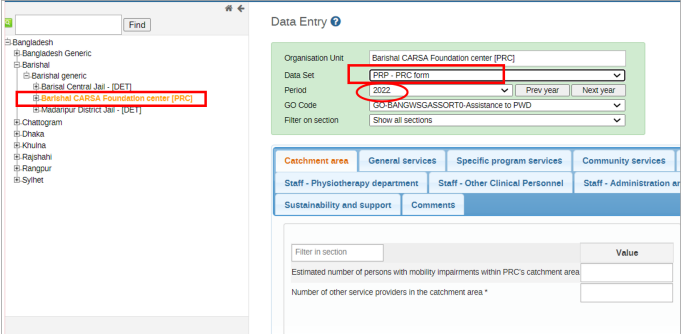 Find
Bangladesh
Bangladesh Generic
Barishal
Barishal generic
Barisal Central Jail - [DET]
Barishal CARSA Foundation center [PRC]
Madaripur District Jail - [DET]
Chattogram
Dhaka
Khulna
Rajshahi
Rangpur
Sylhet
Data Entry ?
Organisation Unit Barishal CARSA Foundation center [PRC]
Data Set PRP - PRC form
Period 2022 Prev year Next year
GO Code GO-BANGWSGASSORT0-Assistance to PWD
Filter on section Show all sections
Catchment area General services Specific program services Community services
Staff - Physiotherapy department Staff - Other Clinical Personnel Staff - Administration ar
Sustainability and support Comments
Filter in section Value
Estimated number of persons with mobility impairments within PRC's catchment area
Number of other service providers in the catchment area *